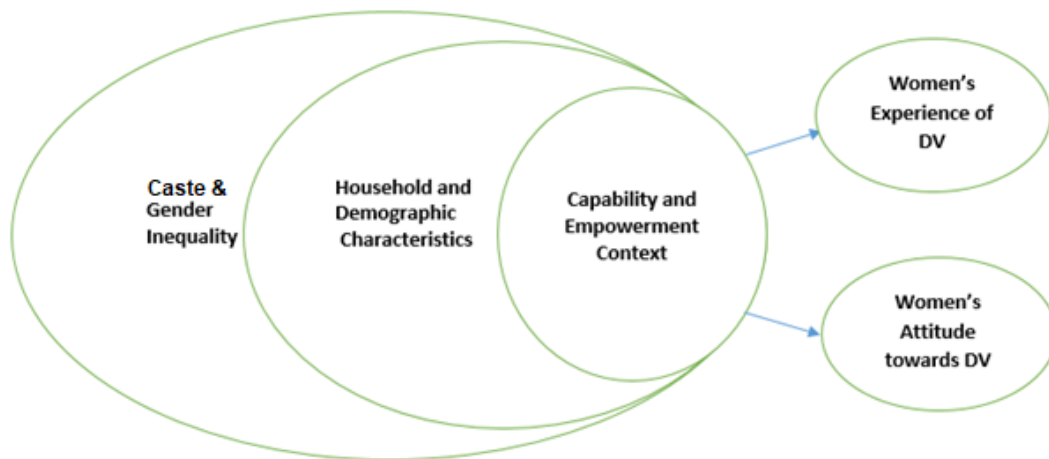 Caste &
Gender
Inequality
Household and
Demographic
Characteristics
Capability and
Empowerment
Context
Women's
Experience of
DV
Women's
Attitude
towards DV